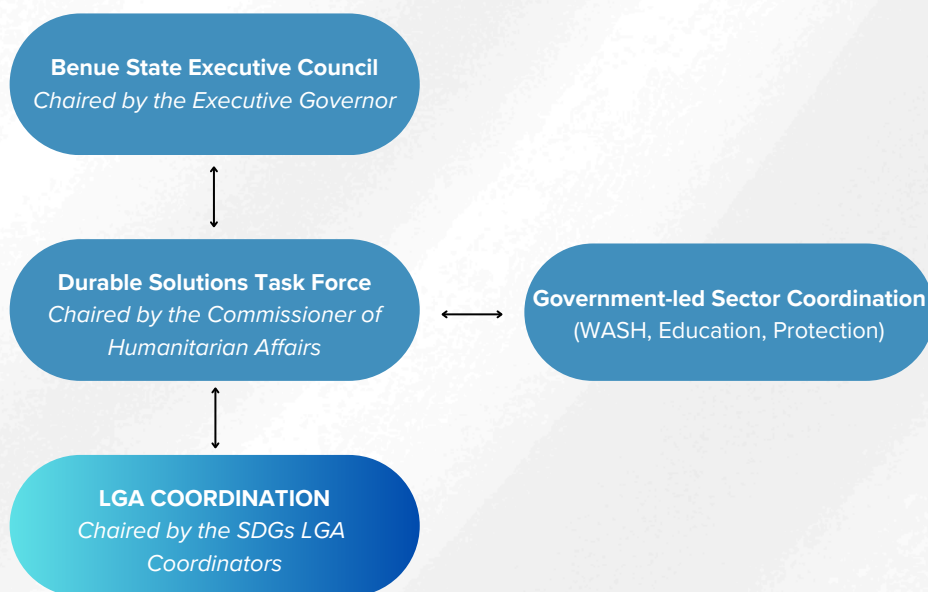 Benue State Executive Council
Chaired by the Executive Governor
Durable Solutions Task Force
Chaired by the Commissioner of
Humanitarian Affairs
Government-led Sector Coordination
(WASH, Education, Protection)
LGA COORDINATION
Chaired by the SDGs LGA
Coordinators